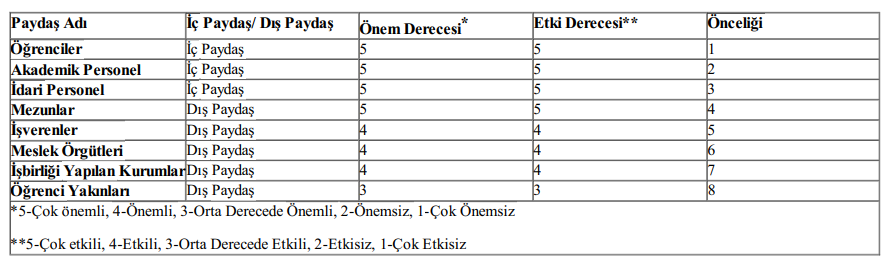 Paydaş Adı İç Paydaş/ Dış Paydaş Önem Derecesi* Etki Derecesi** Önceliği
Öğrenciler İç Paydaş 5 5 1
Akademik Personel İç Paydaş 5 5 2
İdari Personel İç Paydaş 5 5 3
Mezunlar Dış Paydaş 5 5 4
İşverenler Dış Paydaş 4 4 5
Meslek Örgütleri Dış Paydaş 4 4 6
İşbirliği Yapılan Kurumlar Dış Paydaş 4 4 7
Öğrenci Yakınları Dış Paydaş 3 3 8
*5-Çok önemli, 4-Önemli, 3-Orta Derecede Önemli, 2-Önemsiz, 1-Çok Önemsiz
**5-Çok etkili, 4-Etkili, 3-Orta Derecede Etkili, 2-Etkisiz, 1-Çok Etkisiz